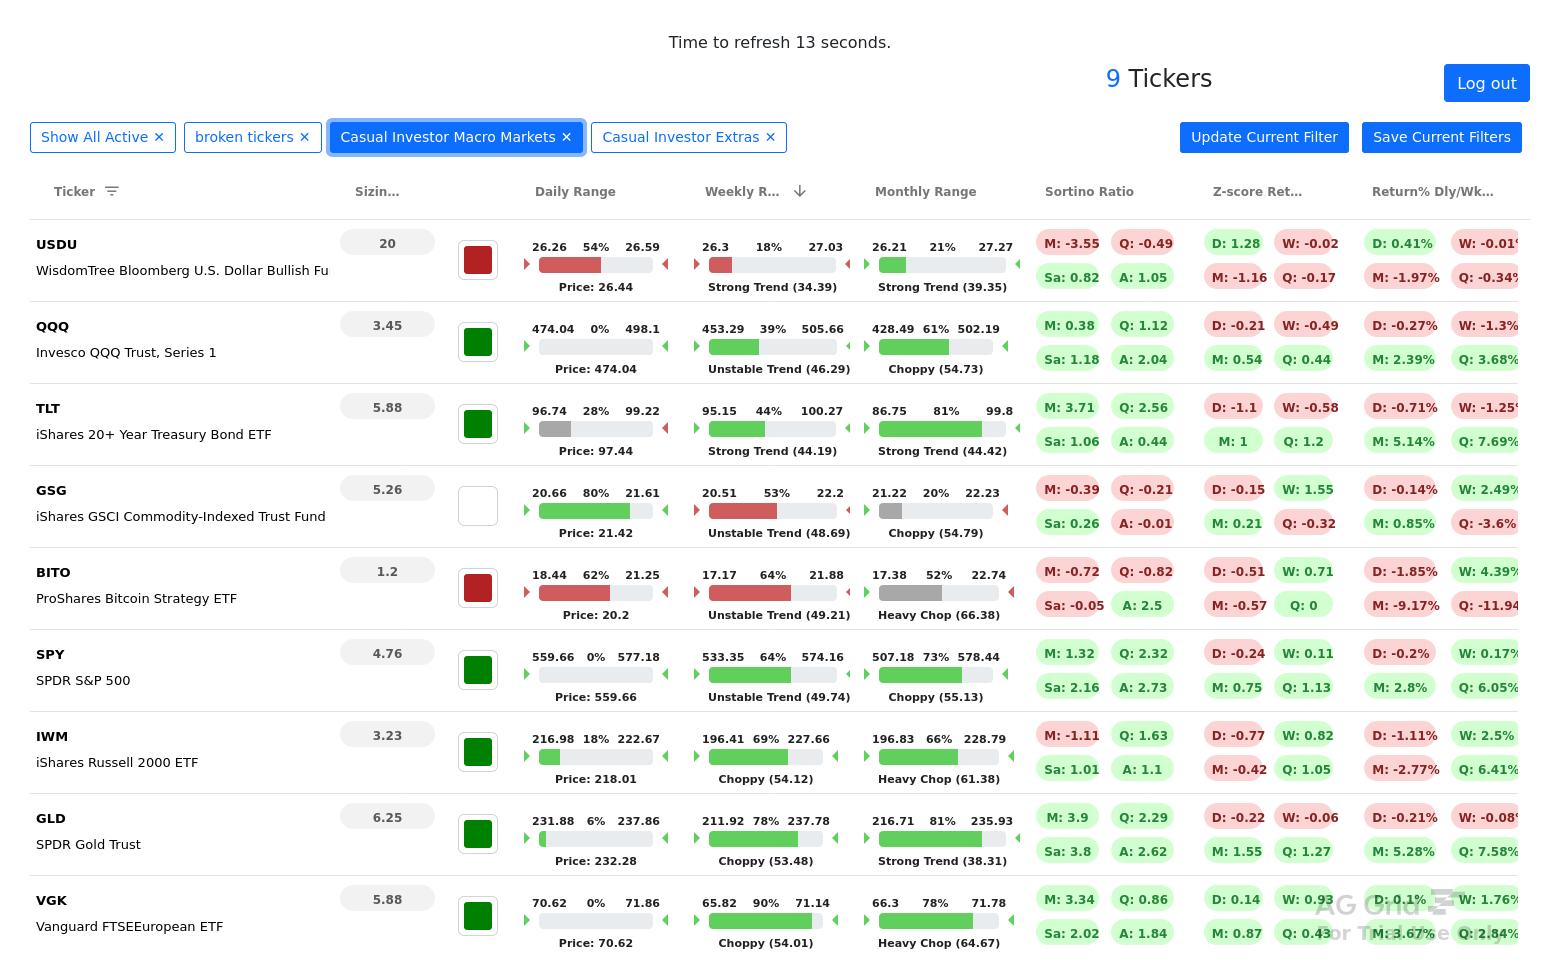 Time to refresh 13 seconds.
9 Tickers
Log out
Show All Active ✕ broken tickers ✕ Casual Investor Macro Markets ✕ Casual Investor Extras ✕ Update Current Filter Save Current Filters
Ticker Sizin... Daily Range Weekly R... Monthly Range Sortino Ratio Z-score Ret... Return% Dly/Wk...
USDU 20 26.26 54% 26.59 26.3 18% 27.03 26.21 21% 27.27 M: -3.55 Q: -0.49 D: 1.28 W: -0.02 D: 0.41% W: -0.01%
WisdomTree Bloomberg U.S. Dollar Bullish Fu Price: 26.44 Strong Trend (34.39) Strong Trend (39.35) Sa: 0.82 A: 1.05 M: -1.16 Q: -0.17 M: -1.97% Q: -0.34%
QQQ 3.45 474.04 0% 498.1 453.29 39% 505.66 428.49 61% 502.19 M: 0.38 Q: 1.12 D: -0.21 W: -0.49 D: -0.27% W: -1.3%
Invesco QQQ Trust, Series 1 Price: 474.04 Unstable Trend (46.29) Choppy (54.73) Sa: 1.18 A: 2.04 M: 0.54 Q: 0.44 M: 2.39% Q: 3.68%
TLT 5.88 96.74 28% 99.22 95.15 44% 100.27 86.75 81% 99.8 M: 3.71 Q: 2.56 D: -1.1 W: -0.58 D: -0.71% W: -1.25%
iShares 20+ Year Treasury Bond ETF Price: 97.44 Strong Trend (44.19) Strong Trend (44.42) Sa: 1.06 A: 0.44 M: 1 Q: 1.2 M: 5.14% Q: 7.69%
GSG 5.26 20.66 80% 21.61 20.51 53% 22.2 21.22 20% 22.23 M: -0.39 Q: -0.21 D: -0.15 W: 1.55 D: -0.14% W: 2.49%
iShares GSCI Commodity-Indexed Trust Fund Price: 21.42 Unstable Trend (48.69) Choppy (54.79) Sa: 0.26 A: -0.01 M: 0.21 Q: -0.32 M: 0.85% Q: -3.6%
BITO 1.2 18.44 62% 21.25 17.17 64% 21.88 17.38 52% 22.74 M: -0.72 Q: -0.82 D: -0.51 W: 0.71 D: -1.85% W: 4.39%
ProShares Bitcoin Strategy ETF Price: 20.2 Unstable Trend (49.21) Heavy Chop (66.38) Sa: -0.05 A: 2.5 M: -0.57 Q: 0 M: -9.17% Q: -11.94
SPY 4.76 559.66 0% 577.18 533.35 64% 574.16 507.18 73% 578.44 M: 1.32 Q: 2.32 D: -0.24 W: 0.11 D: -0.2% W: 0.17%
SPDR S&P 500 Price: 559.66 Unstable Trend (49.74) Choppy (55.13) Sa: 2.16 A: 2.73 M: 0.75 Q: 1.13 M: 2.8% Q: 6.05%
IWM 3.23 216.98 18% 222.67 196.41 69% 227.66 196.83 66% 228.79 M: -1.11 Q: 1.63 D: -0.77 W: 0.82 D: -1.11% W: 2.5%
iShares Russell 2000 ETF Price: 218.01 Choppy (54.12) Heavy Chop (61.38) Sa: 1.01 A: 1.1 M: -0.42 Q: 1.05 M: -2.77% Q: 6.41%
GLD 6.25 231.88 6% 237.86 211.92 78% 237.78 216.71 81% 235.93 M: 3.9 Q: 2.29 D: -0.22 W: -0.06 D: -0.21% W: -0.08%
SPDR Gold Trust Price: 232.28 Choppy (53.48) Strong Trend (38.31) Sa: 3.8 A: 2.62 M: 1.55 Q: 1.27 M: 5.28% Q: 7.58%
VGK 5.88 70.62 0% 71.86 65.82 90% 71.14 66.3 78% 71.78 M: 3.34 Q: 0.86 D: 0.14 W: 0.93 D: 0.1% W: 1.76%
Vanguard FTSEEuropean ETF Price: 70.62 Choppy (54.01) Heavy Chop (64.67) Sa: 2.02 A: 1.84 M: 0.87 Q: 0.43 M: 3.67% Q: 2.84%
AG Grid
For Trial Use Only